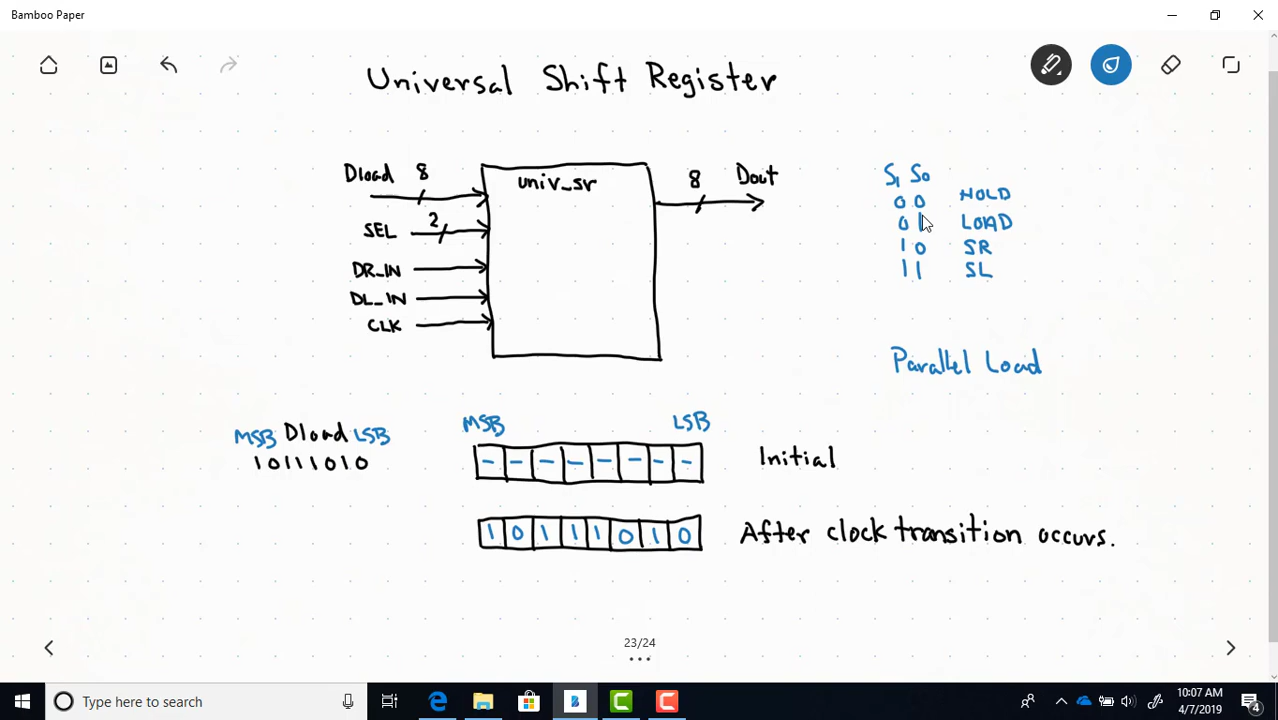 Bamboo Paper
Universal Shift Register
Dload 8
SEL 2
DR_IN
DL_IN
CLK
univ_sr
8 Dout
S1 S0
0 0 HOLD
0 1 LOAD
1 0 SR
1 1 SL
Parallel Load
MSB Dload LSB
10111010
MSB LSB
- - - - - - - - Initial
1 0 1 1 1 0 1 0 After clock transition occurs.
23/24
Type here to search
10:07 AM
4/7/2019
4